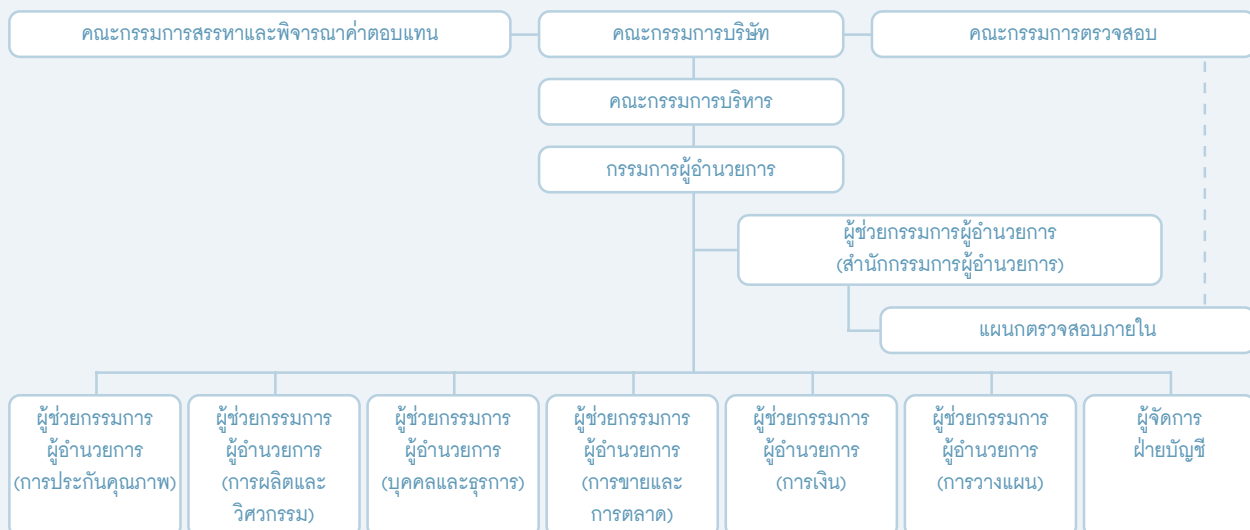 คณะกรรมการสรรหาและพิจารณาค่าตอบแทน
คณะกรรมการบริษัท
คณะกรรมการตรวจสอบ
คณะกรรมการบริหาร
กรรมการผู้อำนวยการ
ผู้ช่วยกรรมการผู้อำนวยการ
(สำนักกรรมการผู้อำนวยการ)
แผนกตรวจสอบภายใน
ผู้ช่วยกรรมการ
ผู้อำนวยการ
(การประกันคุณภาพ)
ผู้ช่วยกรรมการ
ผู้อำนวยการ
(การผลิตและ
วิศวกรรม)
ผู้ช่วยกรรมการ
ผู้อำนวยการ
(บุคคลและธุรการ)
ผู้ช่วยกรรมการ
ผู้อำนวยการ
(การขายและ
การตลาด)
ผู้ช่วยกรรมการ
ผู้อำนวยการ
(การเงิน)
ผู้ช่วยกรรมการ
ผู้อำนวยการ
(การวางแผน)
ผู้จัดการ
ฝ่ายบัญชี